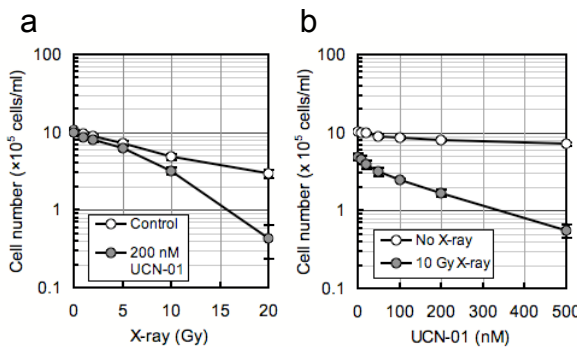 a
100
10
1
0.1
Cell number (×10⁵ cells/ml)
Control
200 nM
UCN-01
0 5 10 15 20
X-ray (Gy)
b
100
10
1
0.1
Cell number (x 10⁵ cells/ml)
No X-ray
10 Gy X-ray
0 100 200 300 400 500
UCN-01 (nM)